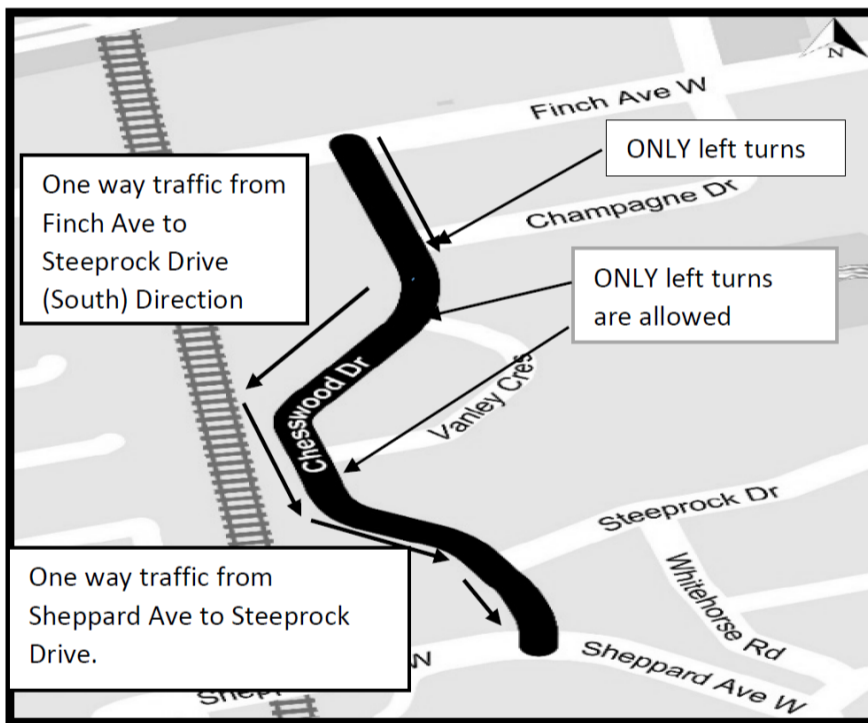 N
Finch Ave W
ONLY left turns
One way traffic from
Finch Ave to
Steeprock Drive
(South) Direction
Champagne Dr
ONLY left turns
are allowed
Chesswood Dr
Vanley Cres
Steeprock Dr
Whitehorse Rd
One way traffic from
Sheppard Ave to Steeprock
Drive.
Sheppard Ave W
W